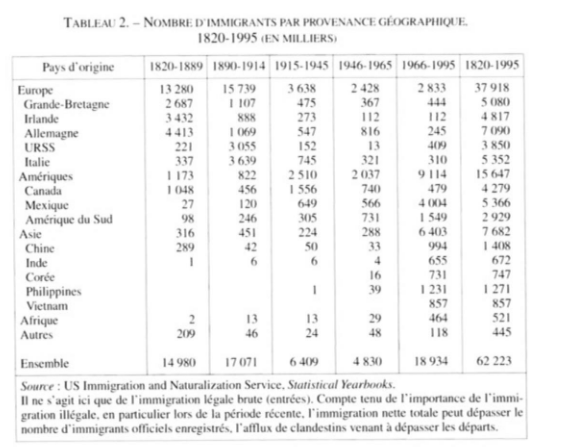 TABLEAU 2. – NOMBRE D'IMMIGRANTS PAR PROVENANCE GÉOGRAPHIQUE.
1820-1995 (EN MILLIERS)
Pays d'origine 1820-1889 1890-1914 1915-1945 1946-1965 1966-1995 1820-1995
Europe 13 280 15 739 3 638 2 428 2 833 37 918
Grande-Bretagne 2 687 1 107 475 367 444 5 080
Irlande 3 432 888 273 112 112 4 817
Allemagne 4 413 1 069 547 816 245 7 090
URSS 221 3 055 152 13 409 3 850
Italie 337 3 639 745 321 310 5 352
Amériques 1 173 822 2 510 2 037 9 114 15 647
Canada 1 048 456 1 556 740 479 4 279
Mexique 27 120 649 566 4 004 5 366
Amérique du Sud 98 246 305 731 1 549 2 929
Asie 316 451 224 288 6 403 7 682
Chine 289 42 50 33 994 1 408
Inde 1 6 6 4 655 672
Corée 16 731 747
Philippines 1 39 1 231 1 271
Vietnam 857 857
Afrique 2 13 13 29 464 521
Autres 209 46 24 48 118 445
Ensemble 14 980 17 071 6 409 4 830 18 934 62 223
Source : US Immigration and Naturalization Service, Statistical Yearbooks.
Il ne s'agit ici que de l'immigration légale brute (entrées). Compte tenu de l'importance de l'immi-
gration illégale, en particulier lors de la période récente, l'immigration nette totale peut dépasser le
nombre d'immigrants officiels enregistrés, l'afflux de clandestins venant à dépasser les départs.